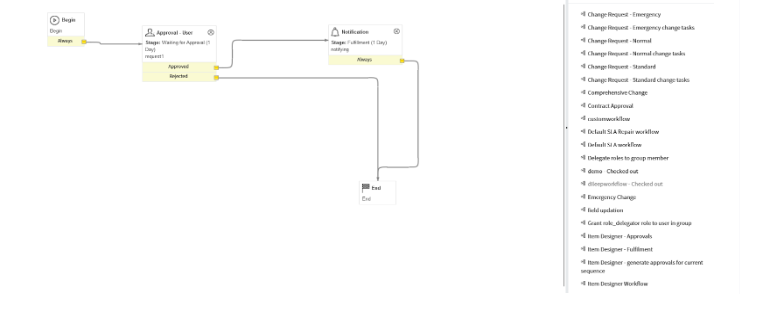 Begin
Begin
Always
Approval - User
Stage: Waiting for Approval (1
Day)
request1
Approved
Rejected
Notification
Stage: Fulfillment (1 Day)
notifying
Always
End
End
Change Request - Emergency
Change Request - Emergency change tasks
Change Request - Normal
Change Request - Normal change tasks
Change Request - Standard
Change Request - Standard change tasks
Comprehensive Change
Contract Approval
customworkflow
Default SLA Repair workflow
Default SLA workflow
Delegate roles to group member
demo - Checked out
dileepworkflow - Checked out
Emergency Change
field updation
Grant role_delegator role to user in group
Item Designer - Approvals
Item Designer - Fulfilment
Item Designer - generate approvals for current
sequence
Item Designer Workflow